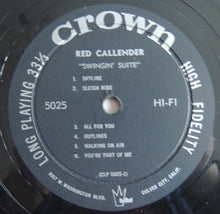 crown
LONG PLAYING 33⅓
HIGH FIDELITY
RED CALLENDER
"SWINGIN' SUITE"
1. SKYLINE
2. SLEIGH RIDE
5025
HI-FI
3. ALL FOR YOU
4. OUTLINES
5. WALKING ON AIR
6. YOU'RE PART OF ME
(CLP 5025-1)
W. WASHINGTON BLVD.
CULVER CITY, CALIF.